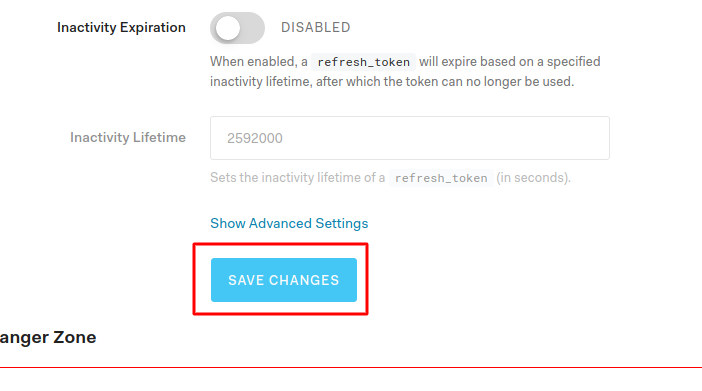 Inactivity Expiration
DISABLED
When enabled, a refresh_token will expire based on a specified
inactivity lifetime, after which the token can no longer be used.
Inactivity Lifetime
2592000
Sets the inactivity lifetime of a refresh_token (in seconds).
Show Advanced Settings
SAVE CHANGES
anger Zone